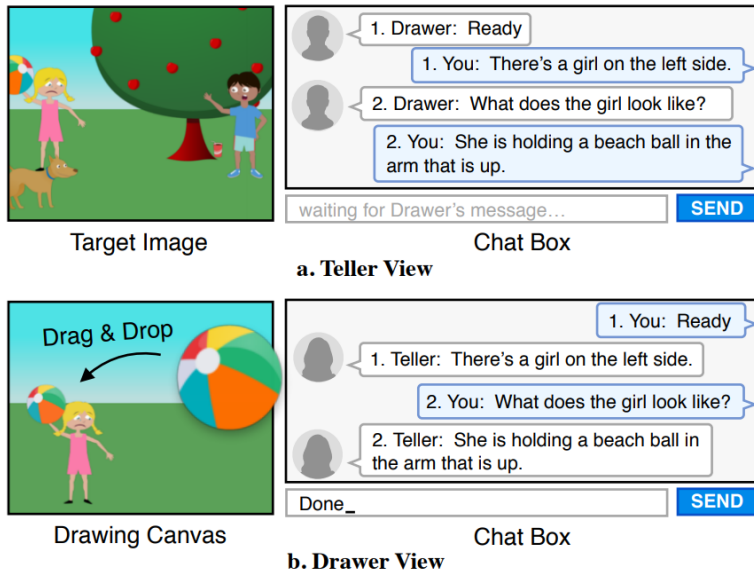 1. Drawer: Ready
1. You: There's a girl on the left side.
2. Drawer: What does the girl look like?
2. You: She is holding a beach ball in the
arm that is up.
waiting for Drawer's message...
SEND
Target Image
Chat Box
a. Teller View
Drag & Drop
1. You: Ready
1. Teller: There's a girl on the left side.
2. You: What does the girl look like?
2. Teller: She is holding a beach ball in
the arm that is up.
Done_
SEND
Drawing Canvas
Chat Box
b. Drawer View